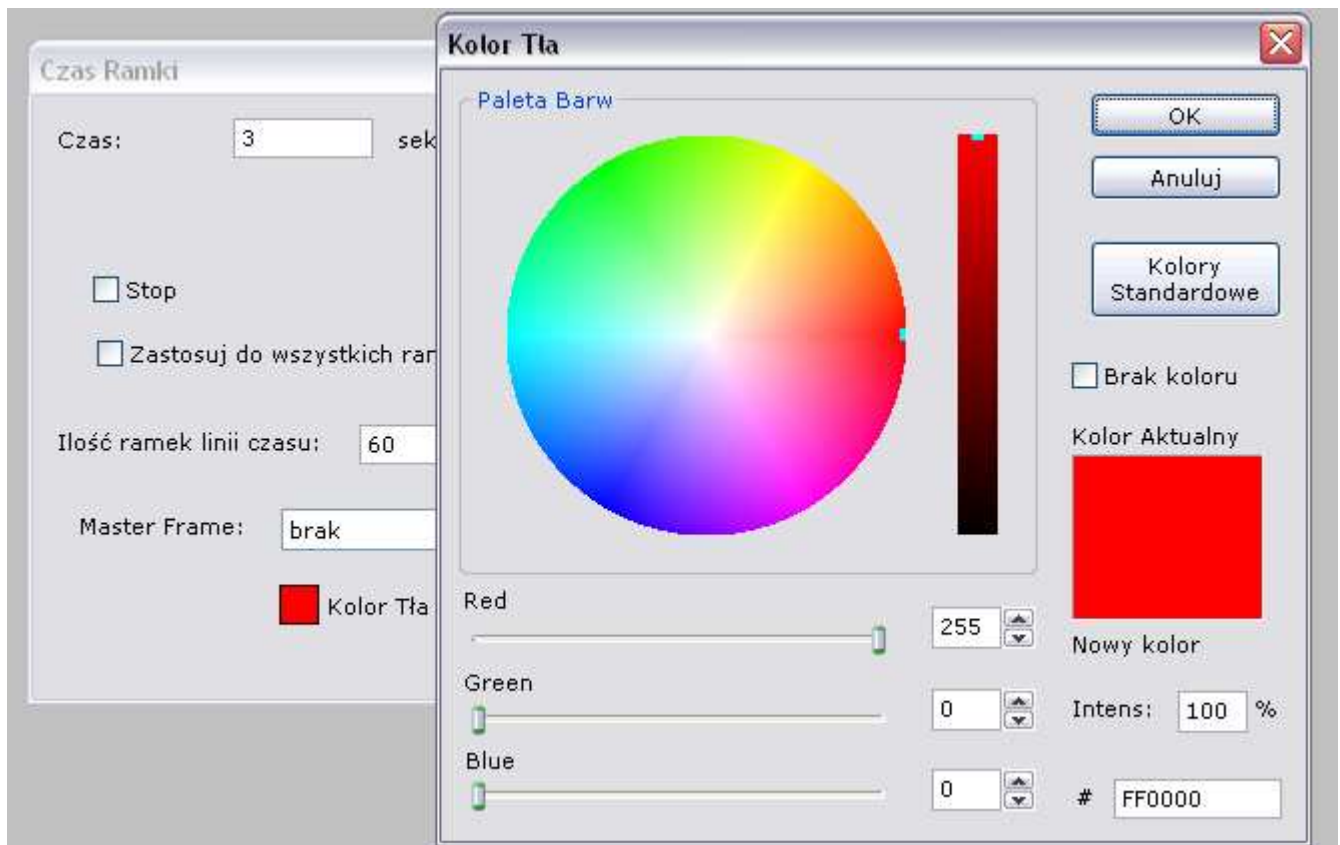 Czas Ramki
Czas: 3 sek
Stop
Zastosuj do wszystkich ram
Ilość ramek linii czasu: 60
Master Frame: brak
Kolor Tła
Kolor Tła
Paleta Barw
OK
Anuluj
Kolory
Standardowe
Brak koloru
Kolor Aktualny
Nowy kolor
Red 255
Green 0
Blue 0
Intens: 100 %
# FF0000